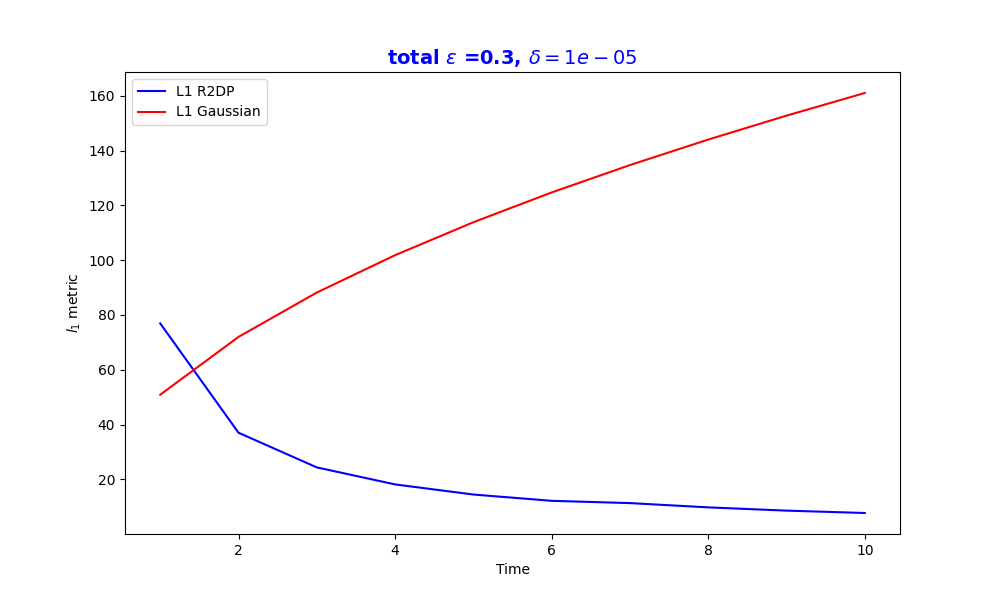 total ε =0.3, δ = 1e − 05
L1 R2DP
L1 Gaussian
160
140
120
100
80
60
40
20
l₁ metric
2 4 6 8 10
Time